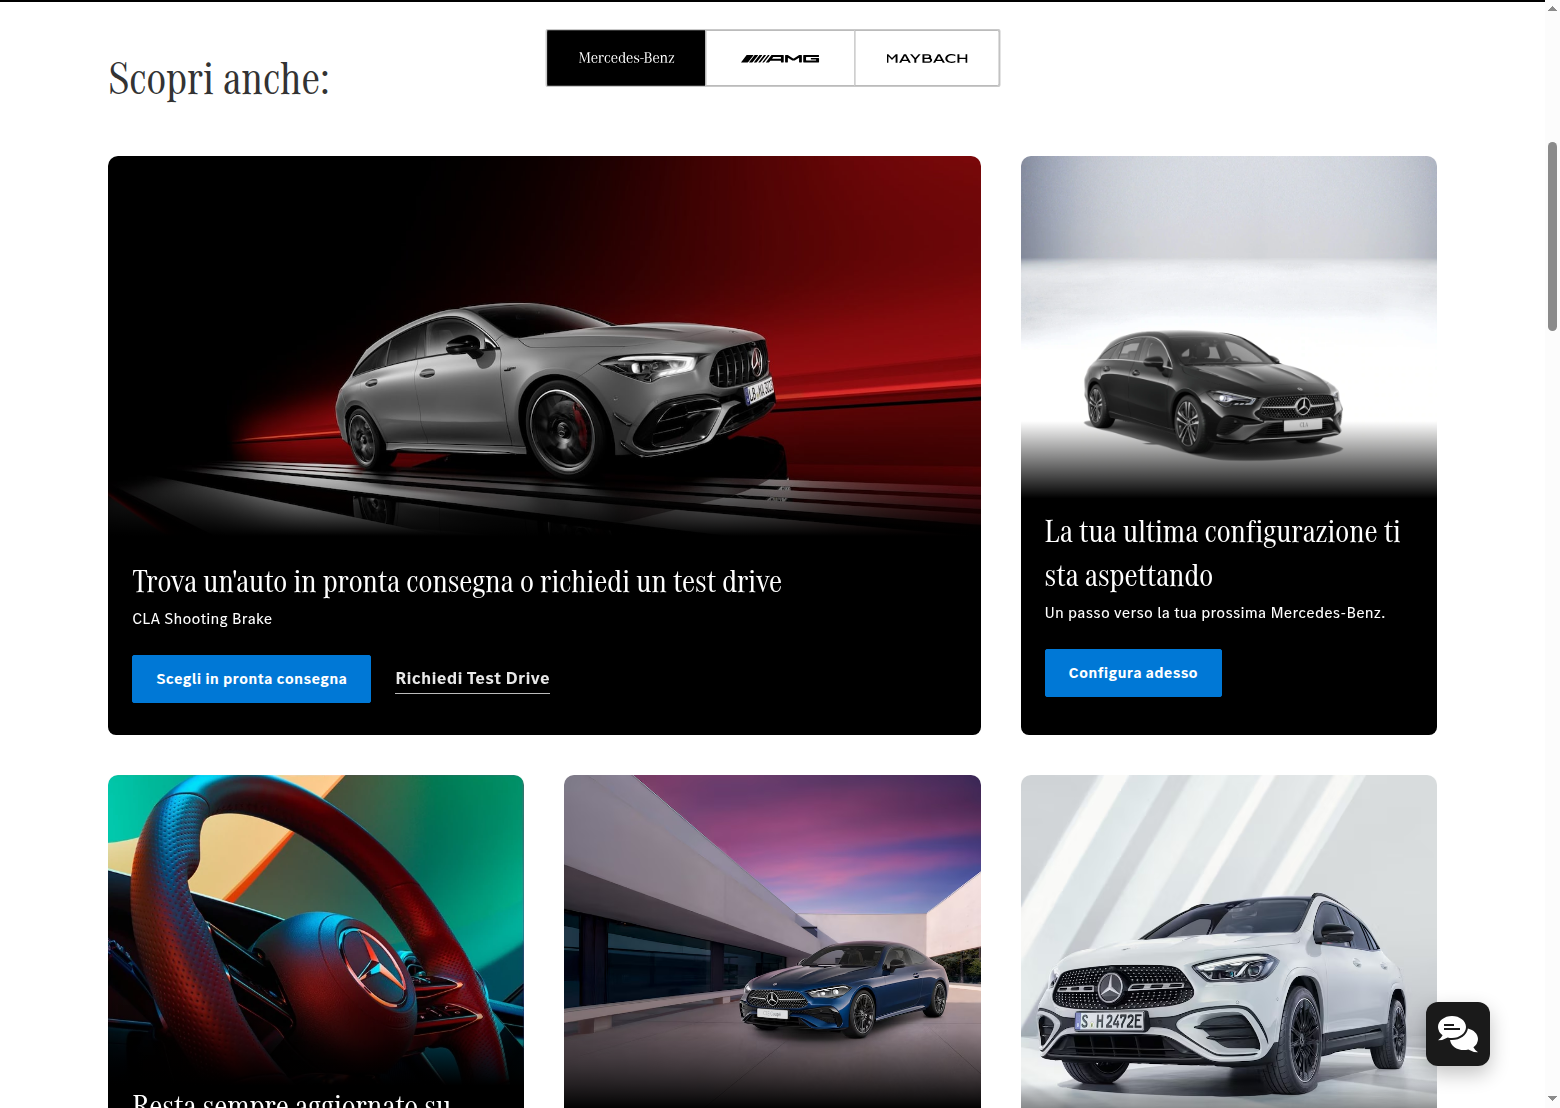 Mercedes-Benz
AMG
MAYBACH
Scopri anche:
Trova un'auto in pronta consegna o richiedi un test drive
CLA Shooting Brake
Scegli in pronta consegna
Richiedi Test Drive
La tua ultima configurazione ti
sta aspettando
Un passo verso la tua prossima Mercedes-Benz.
Configura adesso
S H 2472E
Resta sempre aggiornato su